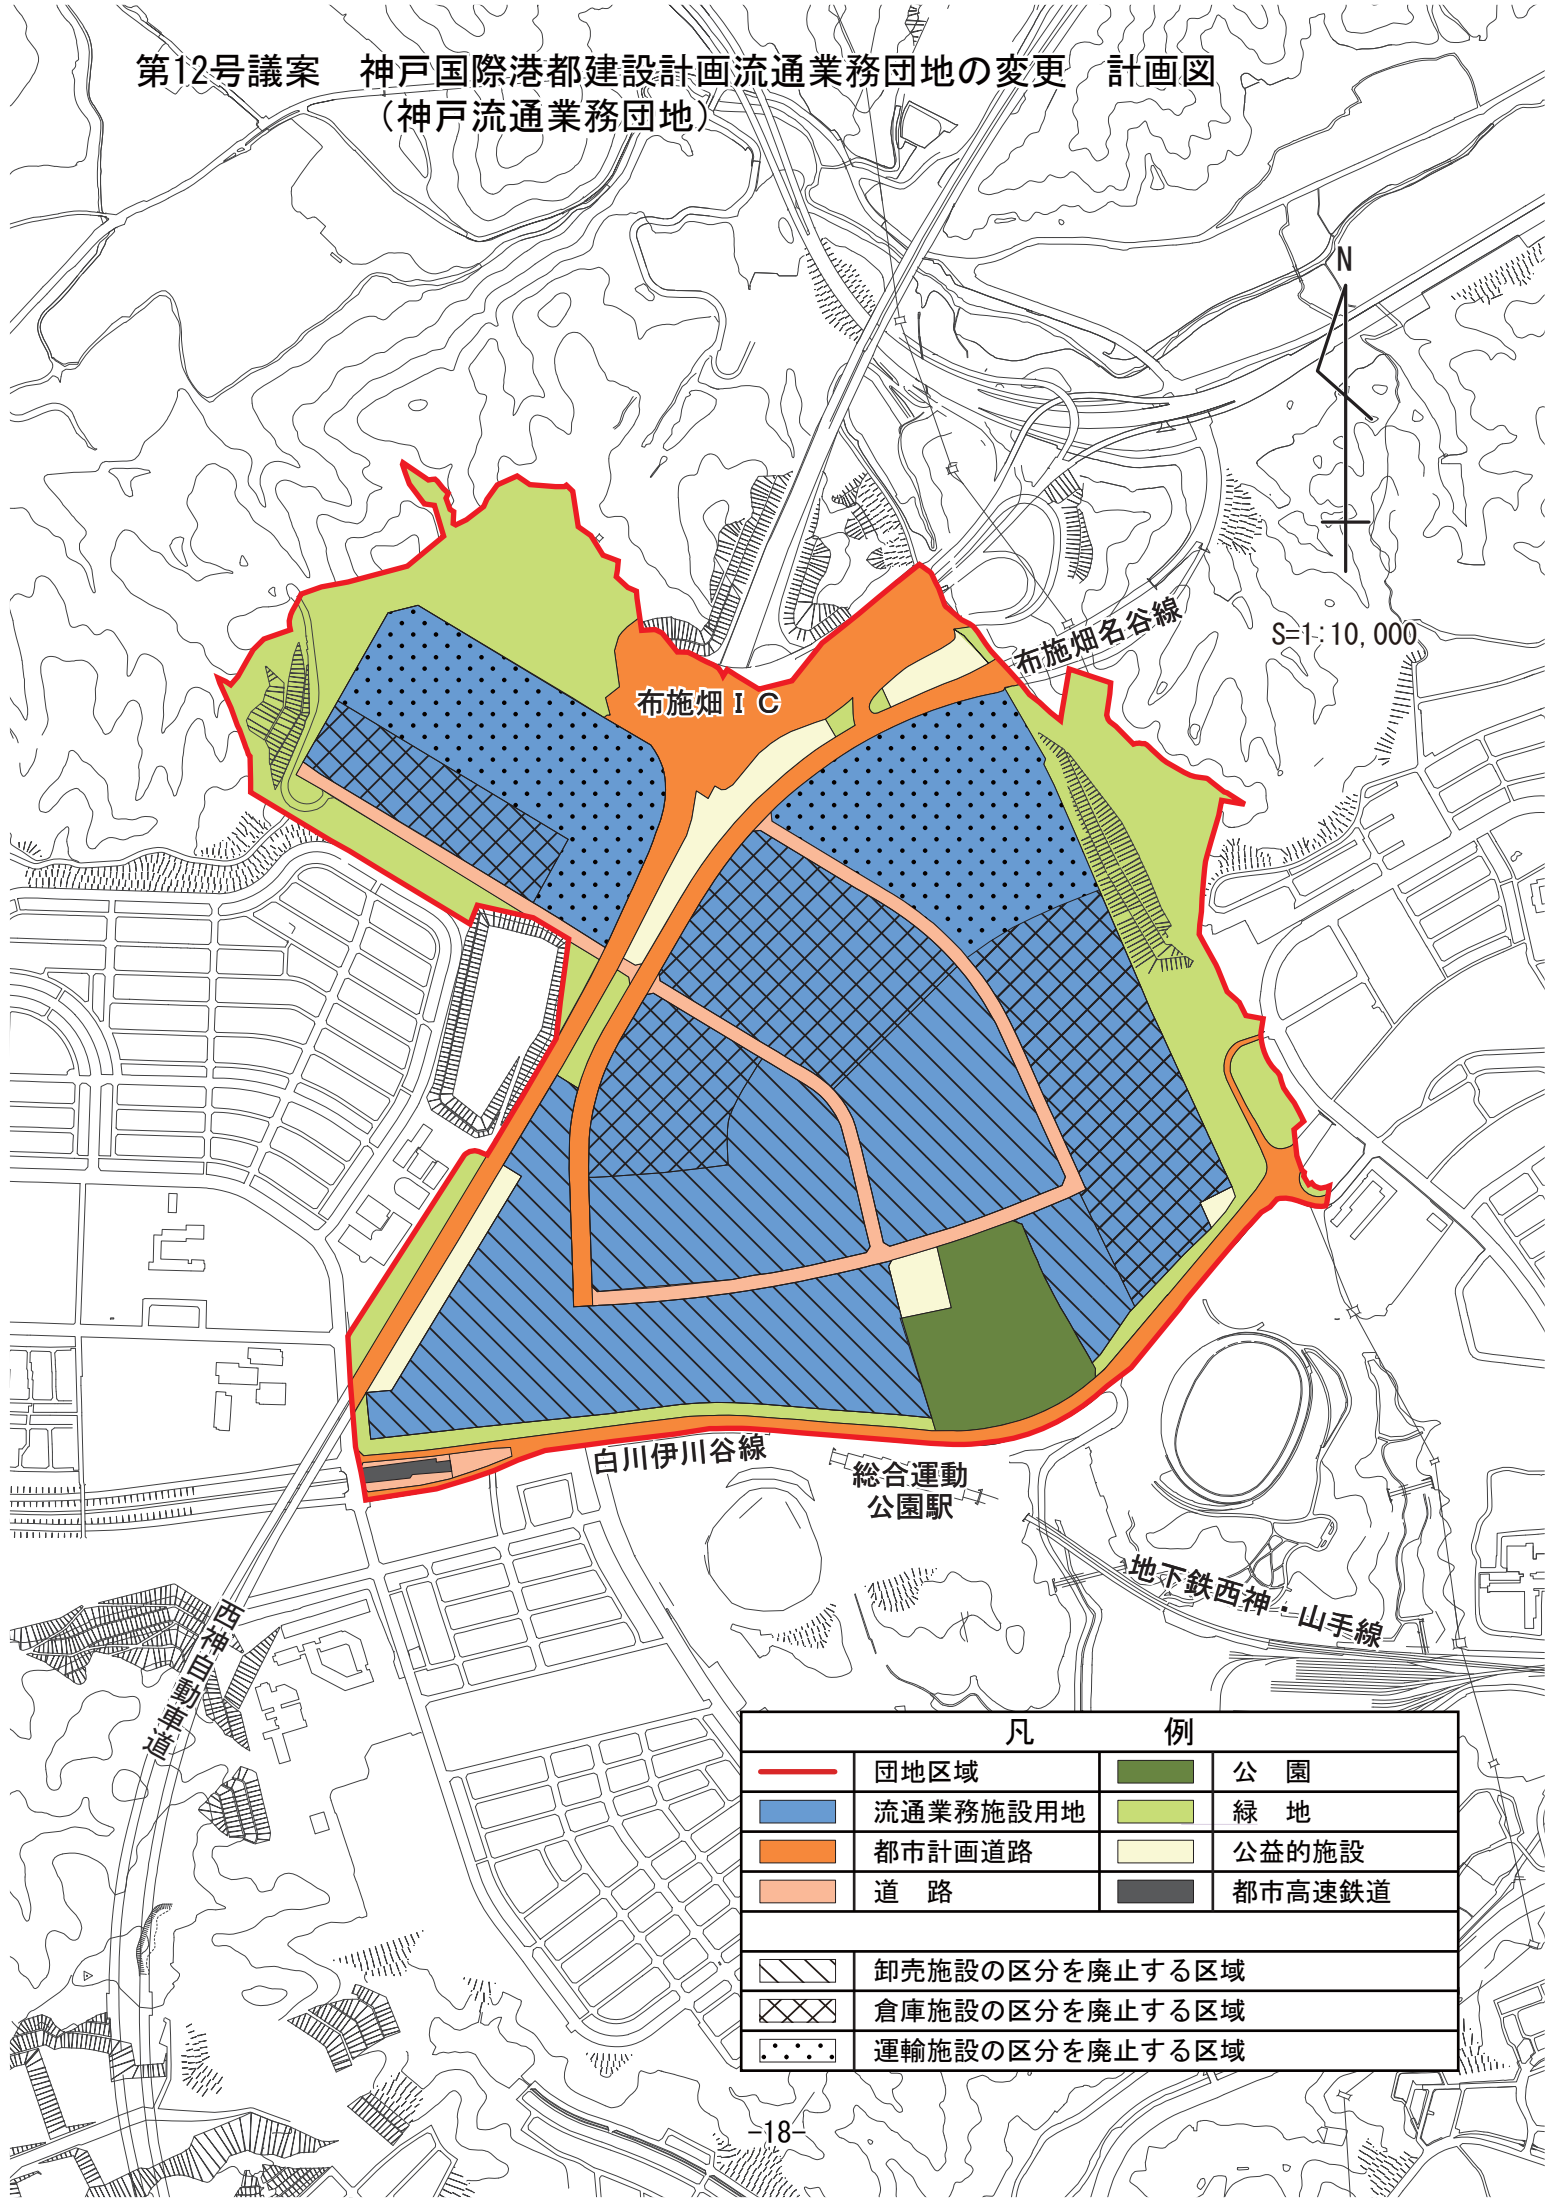 第12号議案　神戸国際港都建設計画流通業務団地の変更　計画図
（神戸流通業務団地）
N
S=1:10,000
布施畑名谷線
布施畑ＩＣ
白川伊川谷線
総合運動
公園駅
地下鉄西神・山手線
西神自動車道
凡　例
団地区域
公　園
流通業務施設用地
緑　地
都市計画道路
公益的施設
道　路
都市高速鉄道
卸売施設の区分を廃止する区域
倉庫施設の区分を廃止する区域
運輸施設の区分を廃止する区域
-18-